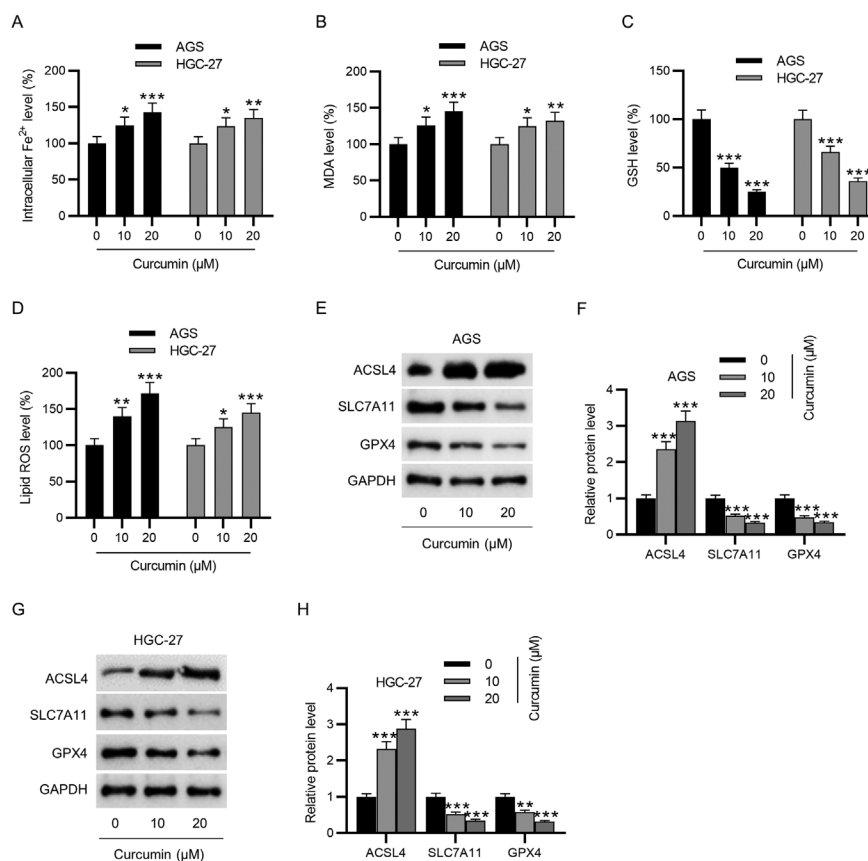 A
AGS
HGC-27
Intracellular Fe²⁺ level (%)
200
150
100
50
0
* *** * **
0 10 20 0 10 20
Curcumin (μM)
B
AGS
HGC-27
MDA level (%)
200
150
100
50
0
* *** * **
0 10 20 0 10 20
Curcumin (μM)
C
AGS
HGC-27
GSH level (%)
150
100
50
0
*** *** *** ***
0 10 20 0 10 20
Curcumin (μM)
D
AGS
HGC-27
Lipid ROS level (%)
200
150
100
50
0
** *** * ***
0 10 20 0 10 20
Curcumin (μM)
E
AGS
ACSL4
SLC7A11
GPX4
GAPDH
0 10 20
Curcumin (μM)
F
0
10
20
Curcumin (μM)
AGS
Relative protein level
4
3
2
1
0
*** *** *** *** *** ***
ACSL4 SLC7A11 GPX4
G
HGC-27
ACSL4
SLC7A11
GPX4
GAPDH
0 10 20
Curcumin (μM)
H
0
10
20
Curcumin (μM)
HGC-27
Relative protein level
4
3
2
1
0
*** *** *** *** ** ***
ACSL4 SLC7A11 GPX4